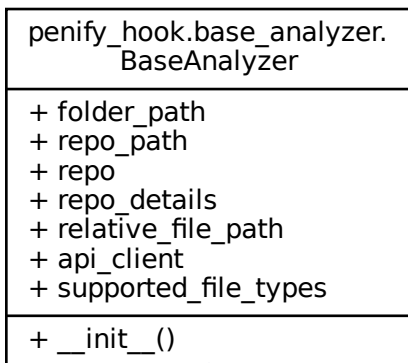 penify_hook.base_analyzer.
BaseAnalyzer
+ folder_path
+ repo_path
+ repo
+ repo_details
+ relative_file_path
+ api_client
+ supported_file_types
+ __init__()